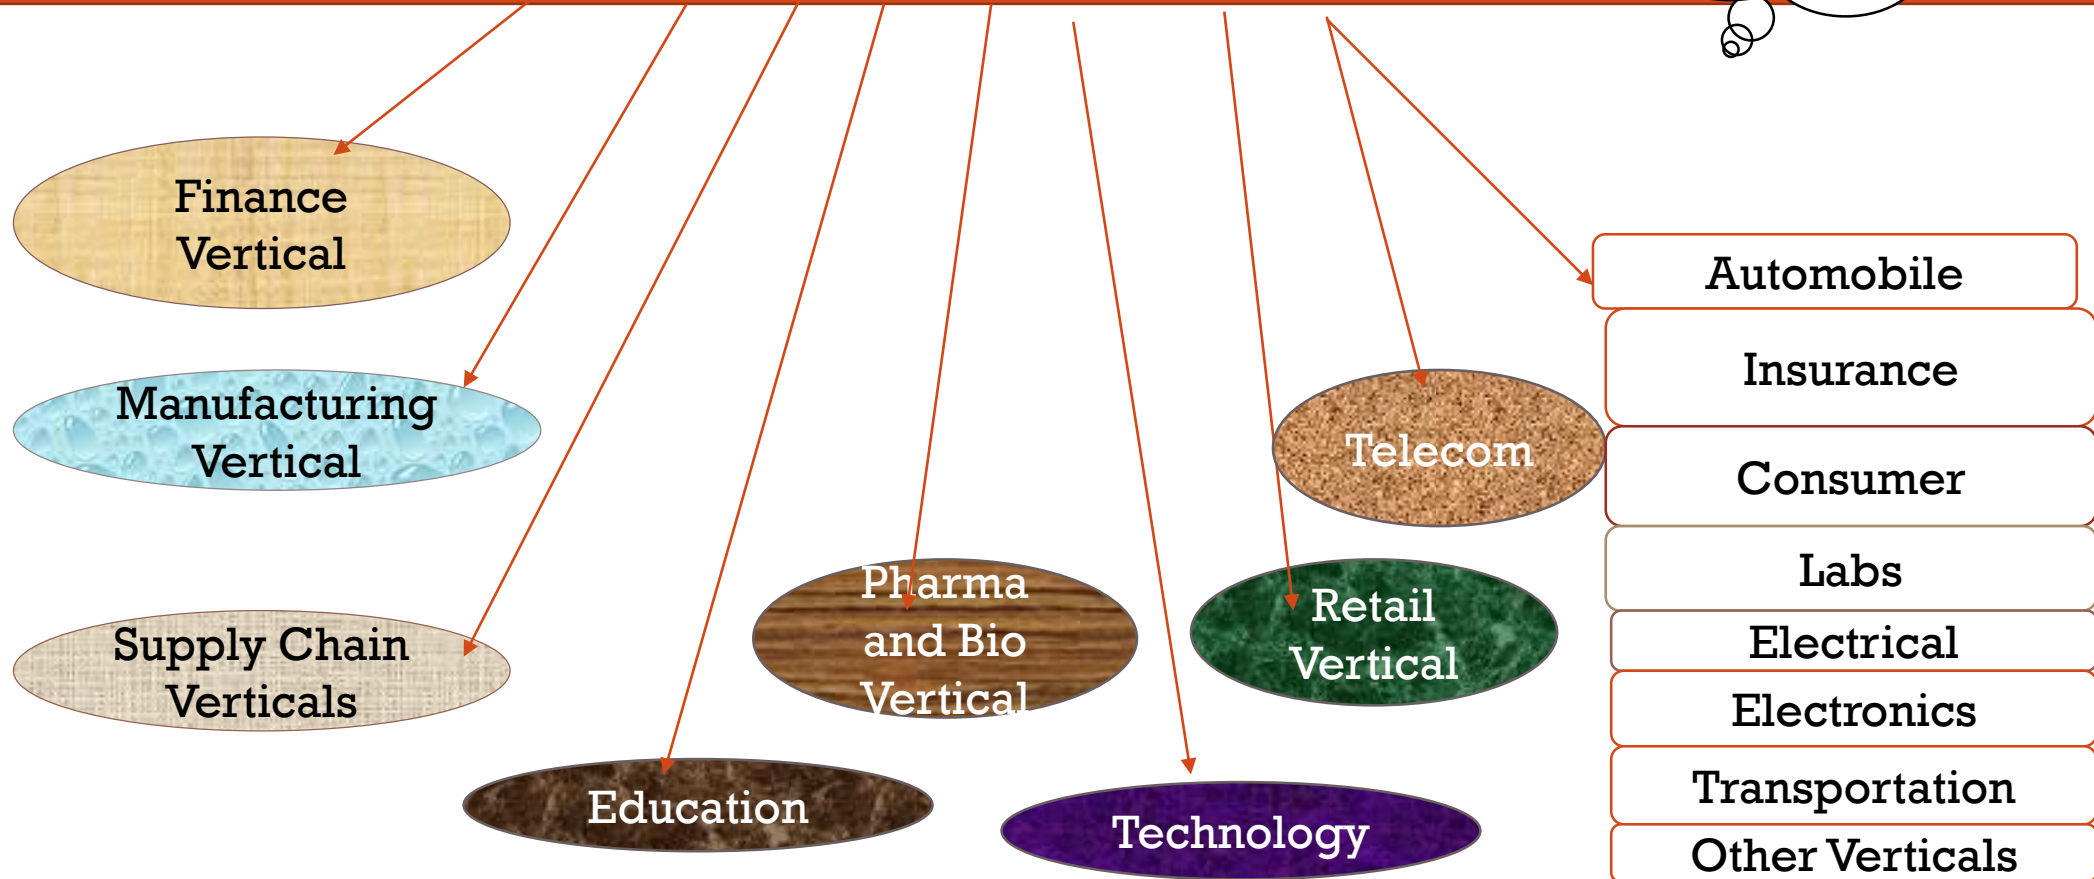 Finance
Vertical
Manufacturing
Vertical
Supply Chain
Verticals
Education
Pharma
and Bio
Vertical
Technology
Retail
Vertical
Telecom
Automobile
Insurance
Consumer
Labs
Electrical
Electronics
Transportation
Other Verticals